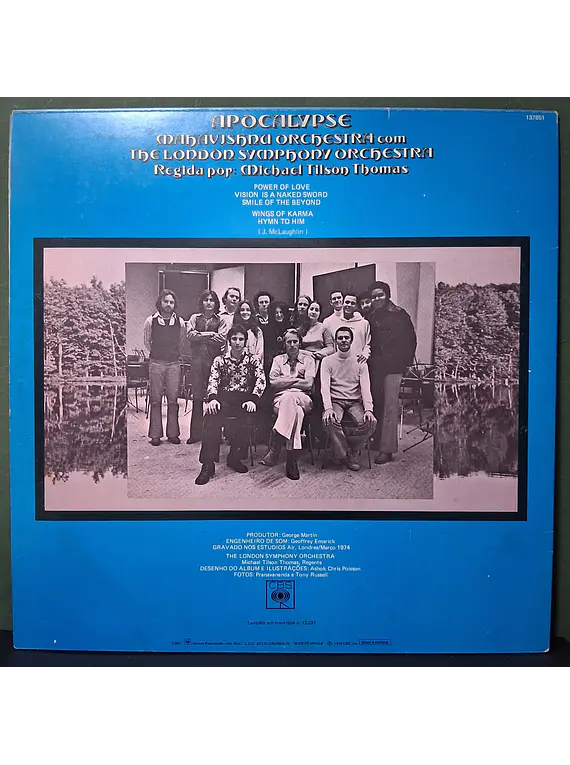 137851
APOCALYPSE
MAHAVISHNU ORCHESTRA com
THE LONDON SYMPHONY ORCHESTRA
Regida por: Michael Tilson Thomas
POWER OF LOVE
VISION IS A NAKED SWORD
SMILE OF THE BEYOND
WINGS OF KARMA
HYMN TO HIM
( J. McLaughlin )
PRODUTOR: George Martin
ENGENHEIRO DE SOM: Geoffrey Emerick
GRAVADO NOS ESTUDIOS Air, Londres/Março 1974
THE LONDON SYMPHONY ORCHESTRA
Michael Tilson Thomas, Regente
DESENHO DO ALBUM E ILUSTRAÇÕES: Ashok Chris Poisson
FOTOS: Pranavananda e Tony Russell
CBS